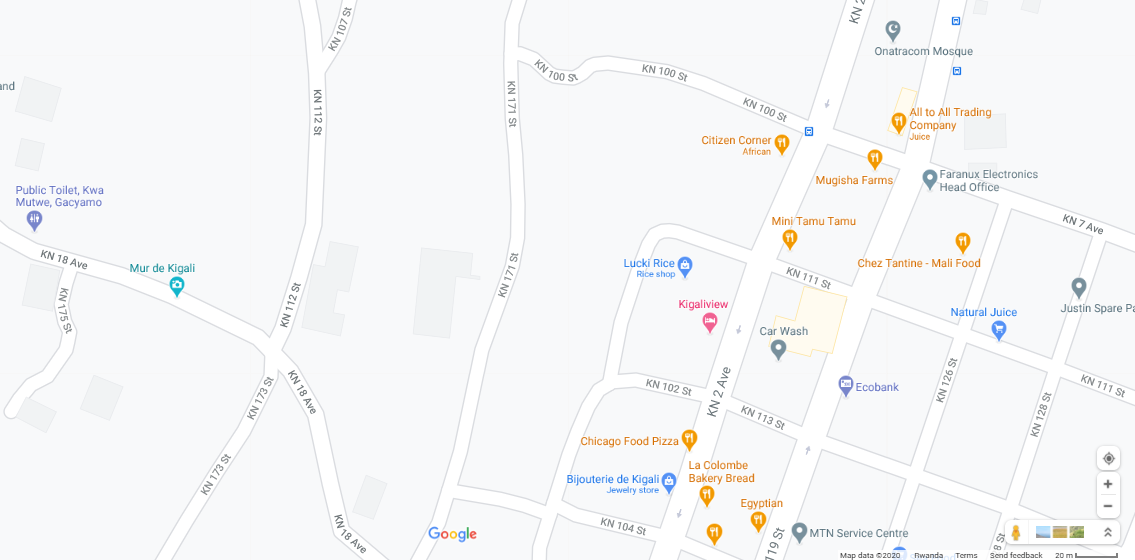 KN 107 St
KN 2
Onatracom Mosque
KN 100 St
KN 100 St
KN 100 St
KN 112 St
KN 171 St
and
All to All Trading
Company
Juice
Citizen Corner
African
Mugisha Farms
Faranux Electronics
Head Office
Public Toilet, Kwa
Mutwe, Gacyamo
KN 7 Ave
Mini Tamu Tamu
KN 18 Ave
Mur de Kigali
Lucki Rice
Rice shop
Chez Tantine - Mali Food
KN 171 St
KN 111 St
KN 175 St
KN 112 St
Kigaliview
Justin Spare Pa
Natural Juice
Car Wash
KN 18 Ave
KN 173 St
KN 102 St
KN 2 Ave
Ecobank
KN 126 St
KN 111 St
KN 128 St
KN 113 St
Chicago Food Pizza
KN 173 St
La Colombe
Bakery Bread
Bijouterie de Kigali
Jewelry store
Egyptian
KN 18 Ave
KN 104 St
Google
MTN Service Centre
119 St
Map data ©2020 Rwanda Terms Send feedback 20 m